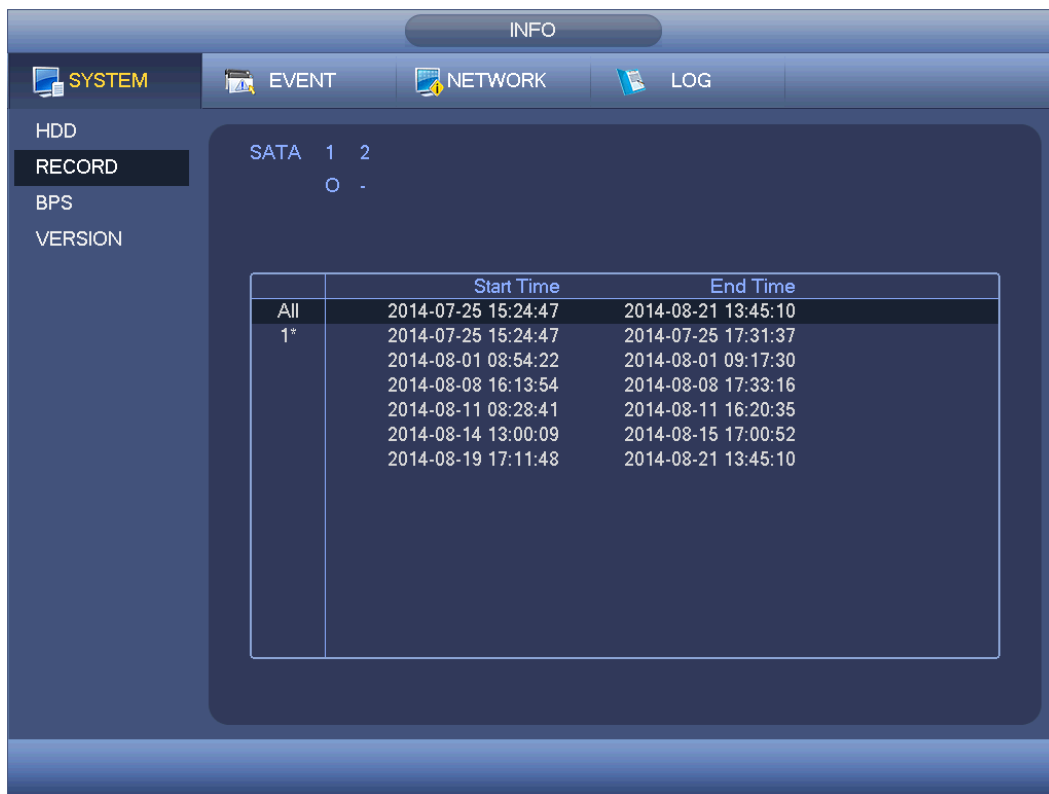 INFO
SYSTEM EVENT NETWORK LOG
HDD
RECORD
BPS
VERSION
SATA 1 2
O -
Start Time End Time
All 2014-07-25 15:24:47 2014-08-21 13:45:10
1* 2014-07-25 15:24:47 2014-07-25 17:31:37
2014-08-01 08:54:22 2014-08-01 09:17:30
2014-08-08 16:13:54 2014-08-08 17:33:16
2014-08-11 08:28:41 2014-08-11 16:20:35
2014-08-14 13:00:09 2014-08-15 17:00:52
2014-08-19 17:11:48 2014-08-21 13:45:10